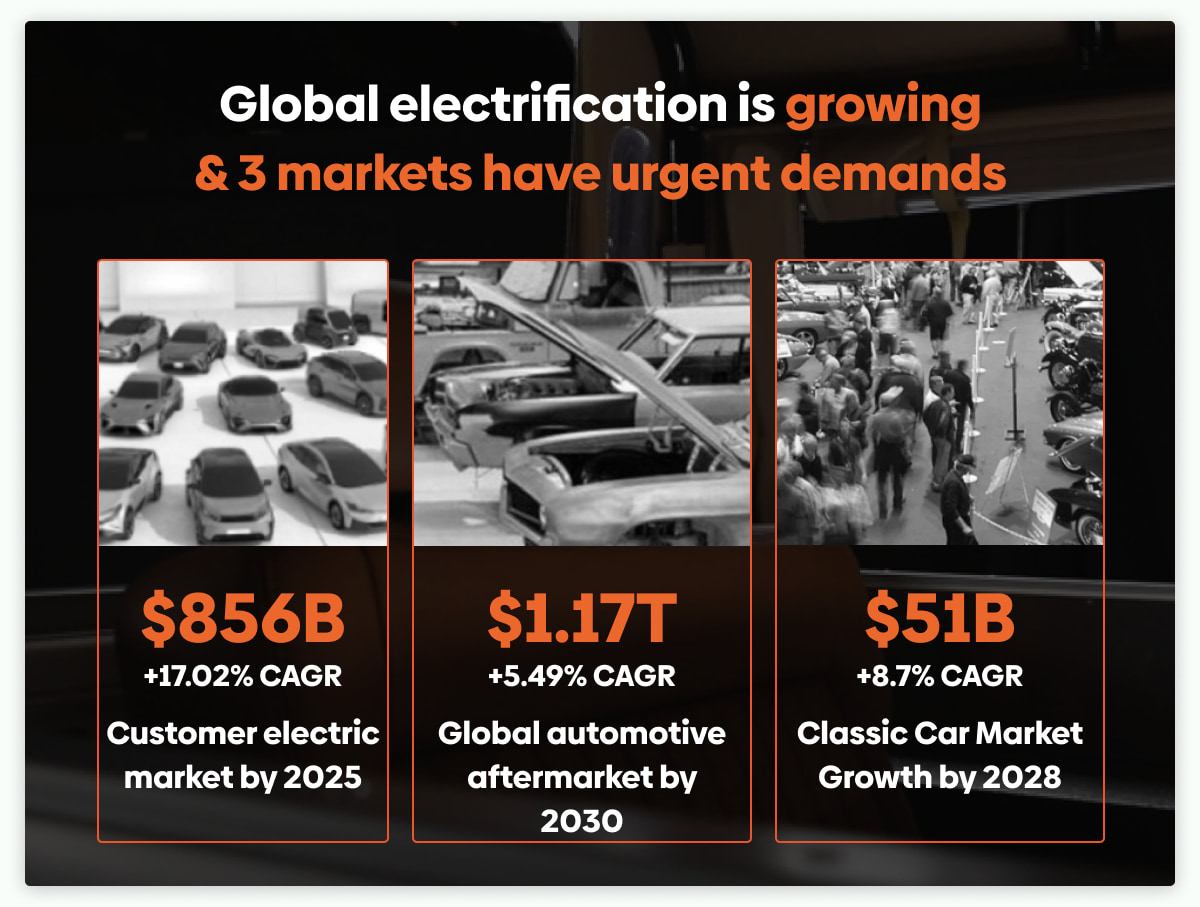 Global electrification is growing
& 3 markets have urgent demands
$856B
+17.02% CAGR
Customer electric
market by 2025
$1.17T
+5.49% CAGR
Global automotive
aftermarket by
2030
$51B
+8.7% CAGR
Classic Car Market
Growth by 2028